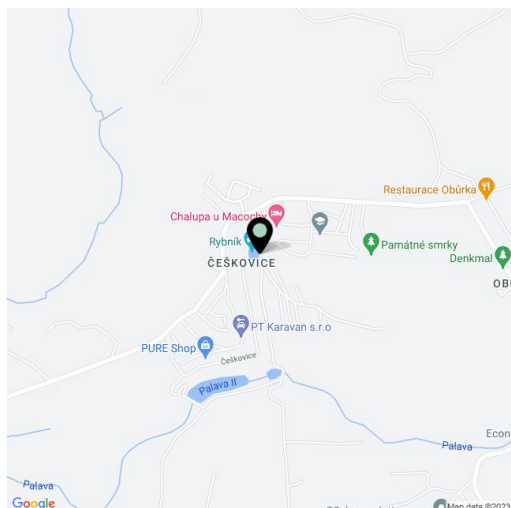 Restaurace Obůrka
Chalupa u Macochy
Rybník
Památné smrky
ČEŠKOVICE
Denkmal
OBŮ
PT Karavan s.r.o
PURE Shop
Češkovice
Palava II
Palava
Econ
Palava
Google
Map data ©2023